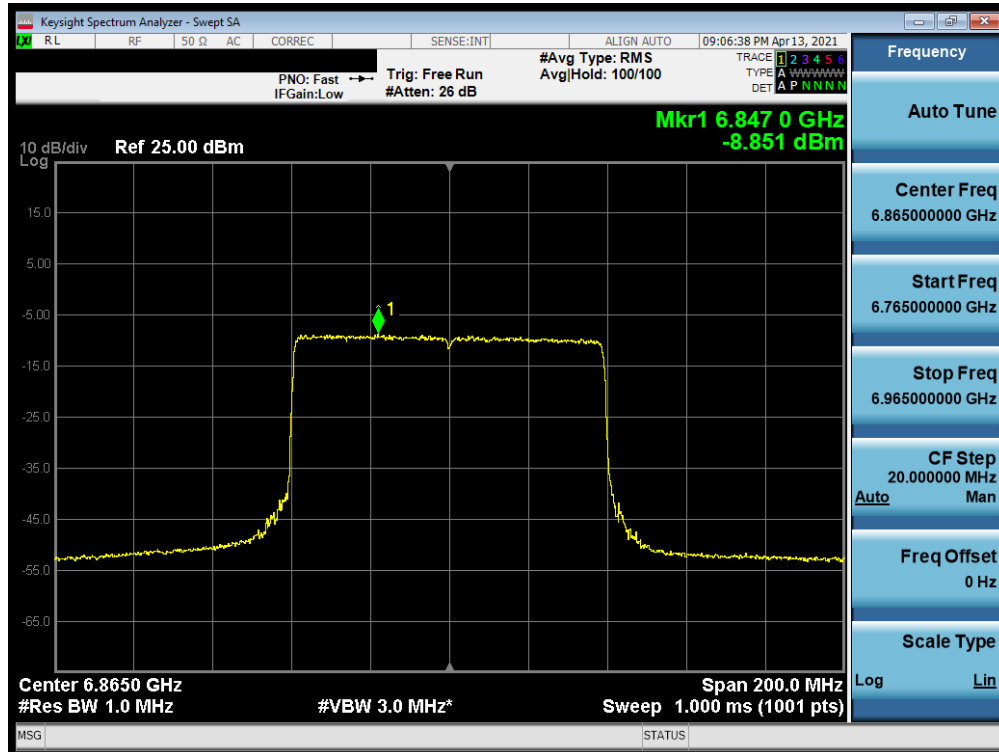 Keysight Spectrum Analyzer - Swept SA
LXI RL RF 50 Ω AC CORREC SENSE:INT ALIGN AUTO 09:06:38 PM Apr 13, 2021
#Avg Type: RMS TRACE 1 2 3 4 5 6
PNO: Fast Trig: Free Run Avg|Hold: 100/100 TYPE A WWWWW
IFGain:Low #Atten: 26 dB DET A P N N N N
Mkr1 6.847 0 GHz
-8.851 dBm
10 dB/div Ref 25.00 dBm
Log
15.0
5.00
1
-5.00
-15.0
-25.0
-35.0
-45.0
-55.0
-65.0
Center 6.8650 GHz Span 200.0 MHz
#Res BW 1.0 MHz #VBW 3.0 MHz* Sweep 1.000 ms (1001 pts)
MSG STATUS
Frequency
Auto Tune
Center Freq
6.865000000 GHz
Start Freq
6.765000000 GHz
Stop Freq
6.965000000 GHz
CF Step
20.000000 MHz
Auto Man
Freq Offset
0 Hz
Scale Type
Log Lin